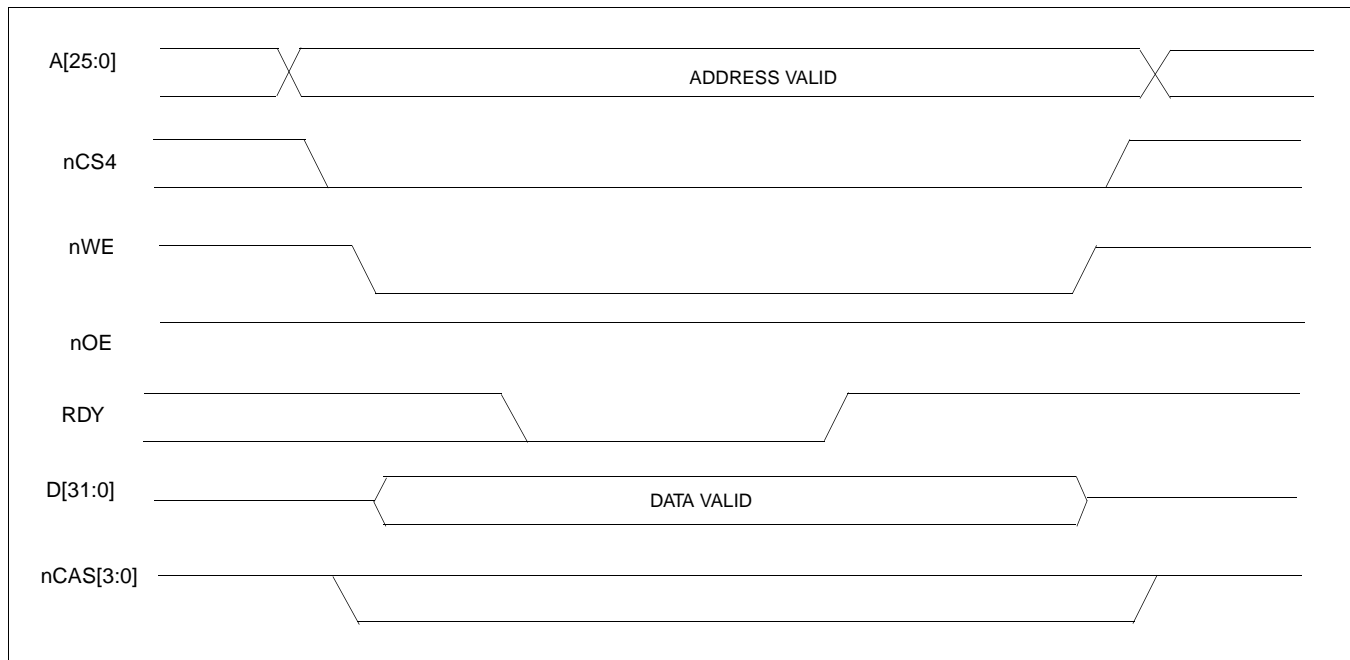 A[25:0]
ADDRESS VALID
nCS4
nWE
nOE
RDY
D[31:0]
DATA VALID
nCAS[3:0]